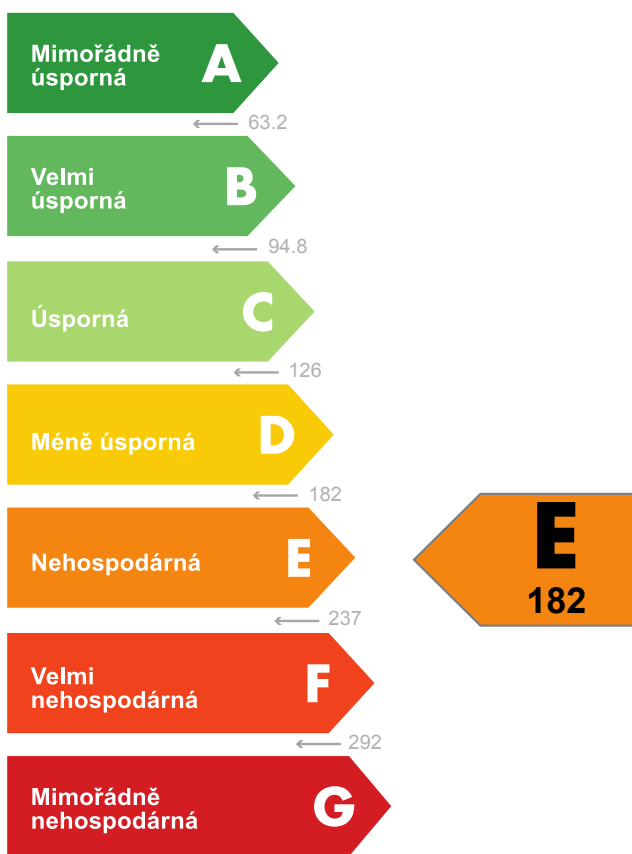 Mimořádně
úsporná
A
63.2
Velmi
úsporná
B
94.8
Úsporná
C
126
Méně úsporná
D
182
Nehospodárná
E
E
182
237
Velmi
nehospodárná
F
292
Mimořádně
nehospodárná
G